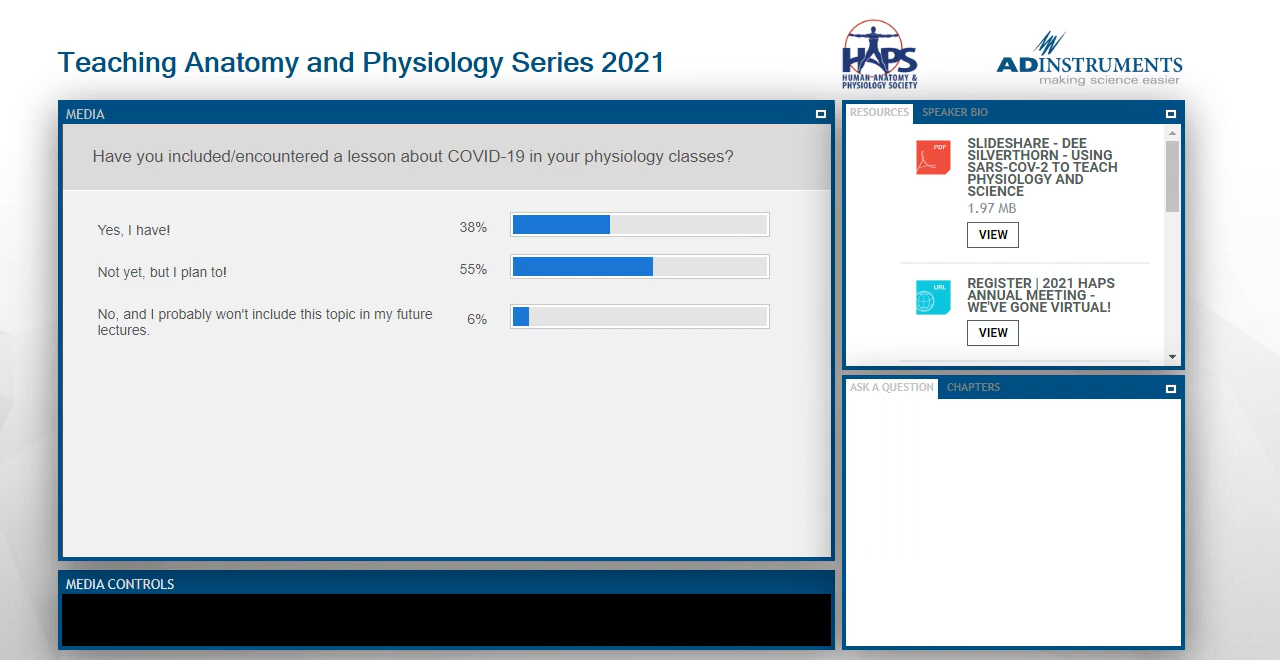 Teaching Anatomy and Physiology Series 2021
HAPS
HUMAN ANATOMY &
PHYSIOLOGY SOCIETY
ADINSTRUMENTS
making science easier
MEDIA
Have you included/encountered a lesson about COVID-19 in your physiology classes?
Yes, I have!
38%
Not yet, but I plan to!
55%
No, and I probably won't include this topic in my future
lectures.
6%
MEDIA CONTROLS
RESOURCES
SPEAKER BIO
PDF
SLIDESHARE - DEE
SILVERTHORN - USING
SARS-COV-2 TO TEACH
PHYSIOLOGY AND
SCIENCE
1.97 MB
VIEW
URL
REGISTER | 2021 HAPS
ANNUAL MEETING -
WE'VE GONE VIRTUAL!
VIEW
ASK A QUESTION
CHAPTERS